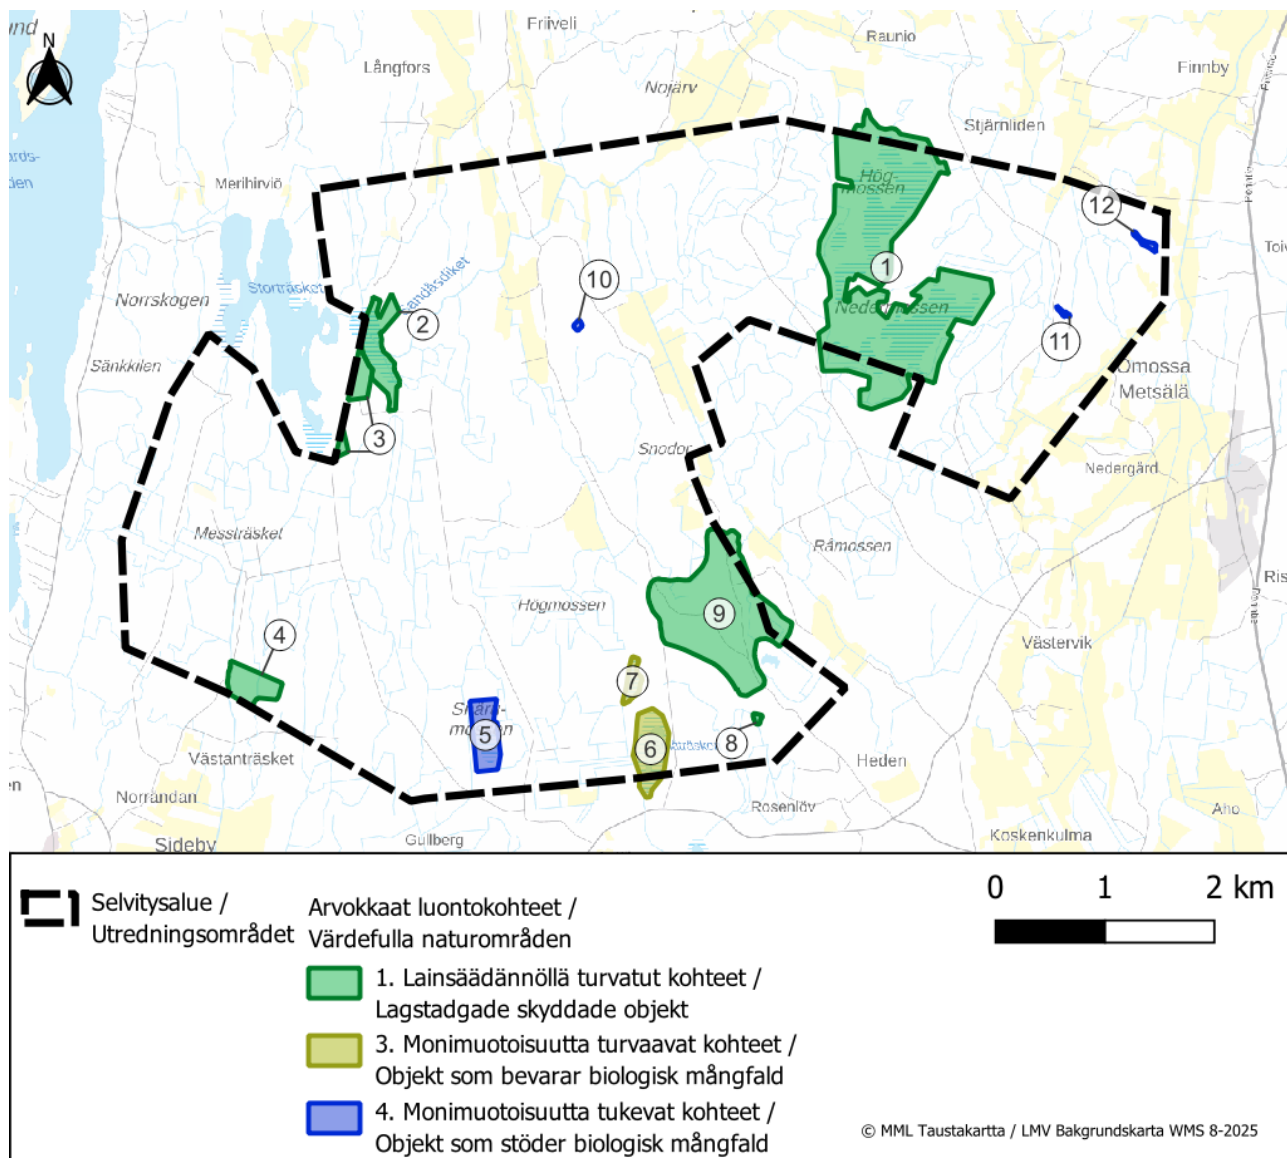 Friiveli
Raunio
Långfors
Finnby
Nojärv
N
Stjärnliden
Merihirviö
Hög-
mossen
12
Toiv
10
1
Storträsket
Landåsdiket
Norrskogen
2
Nedermossen
11
Sänkkilen
Omossa
Metsälä
3
Snodor
Nedergård
Messträsket
Råmossen
Ris
Högmossen
9
4
Västervik
7
5
6
8
Västanträsket
Heden
Norrändan
Rosenlöv
Aho
Sideby
Gullberg
Koskenkulma
Selvitysalue /
Utredningsområdet
Arvokkaat luontokohteet /
Värdefulla naturområden
1. Lainsäädännöllä turvatut kohteet /
Lagstadgade skyddade objekt
3. Monimuotoisuutta turvaavat kohteet /
Objekt som bevarar biologisk mångfald
4. Monimuotoisuutta tukevat kohteet /
Objekt som stöder biologisk mångfald
0 1 2 km
© MML Taustakartta / LMV Bakgrundskarta WMS 8-2025